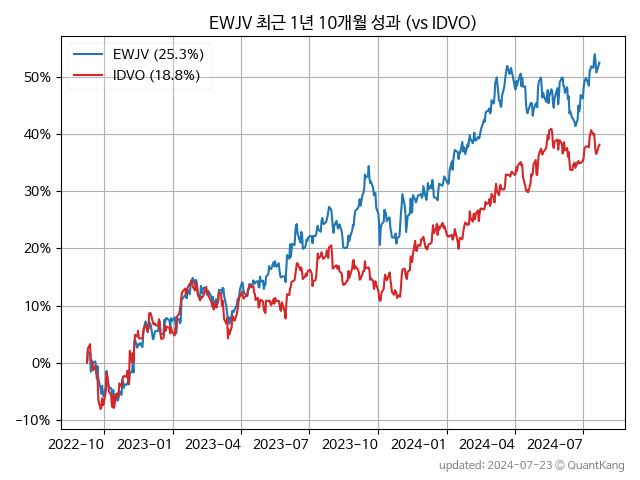 EWJV 최근 1년 10개월 성과 (vs IDVO)
EWJV (25.3%)
IDVO (18.8%)
50%
40%
30%
20%
10%
0%
−10%
2022−10 2023−01 2023−04 2023−07 2023−10 2024−01 2024−04 2024−07
updated: 2024-07-23 © QuantKang